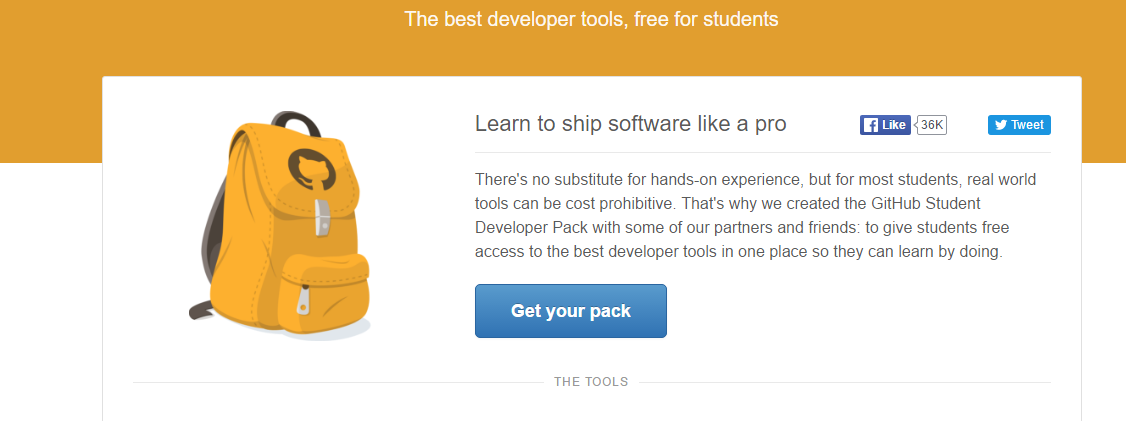 The best developer tools, free for students
Learn to ship software like a pro
Like
36K
Tweet
There's no substitute for hands-on experience, but for most students, real world
tools can be cost prohibitive. That's why we created the GitHub Student
Developer Pack with some of our partners and friends: to give students free
access to the best developer tools in one place so they can learn by doing.
Get your pack
THE TOOLS